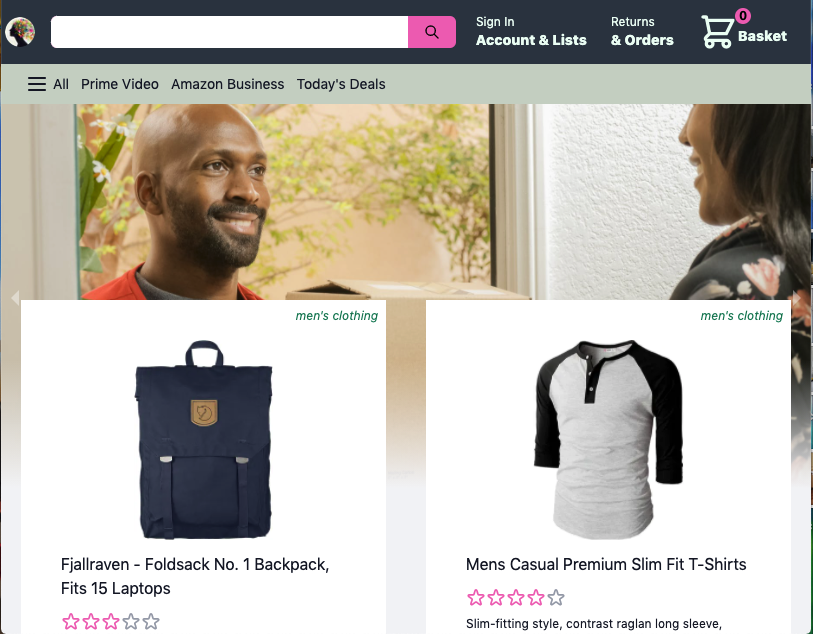 Sign In
Account & Lists
Returns
& Orders
0
Basket
All Prime Video Amazon Business Today's Deals
men's clothing
Fjallraven - Foldsack No. 1 Backpack,
Fits 15 Laptops
men's clothing
Mens Casual Premium Slim Fit T-Shirts
Slim-fitting style, contrast raglan long sleeve,